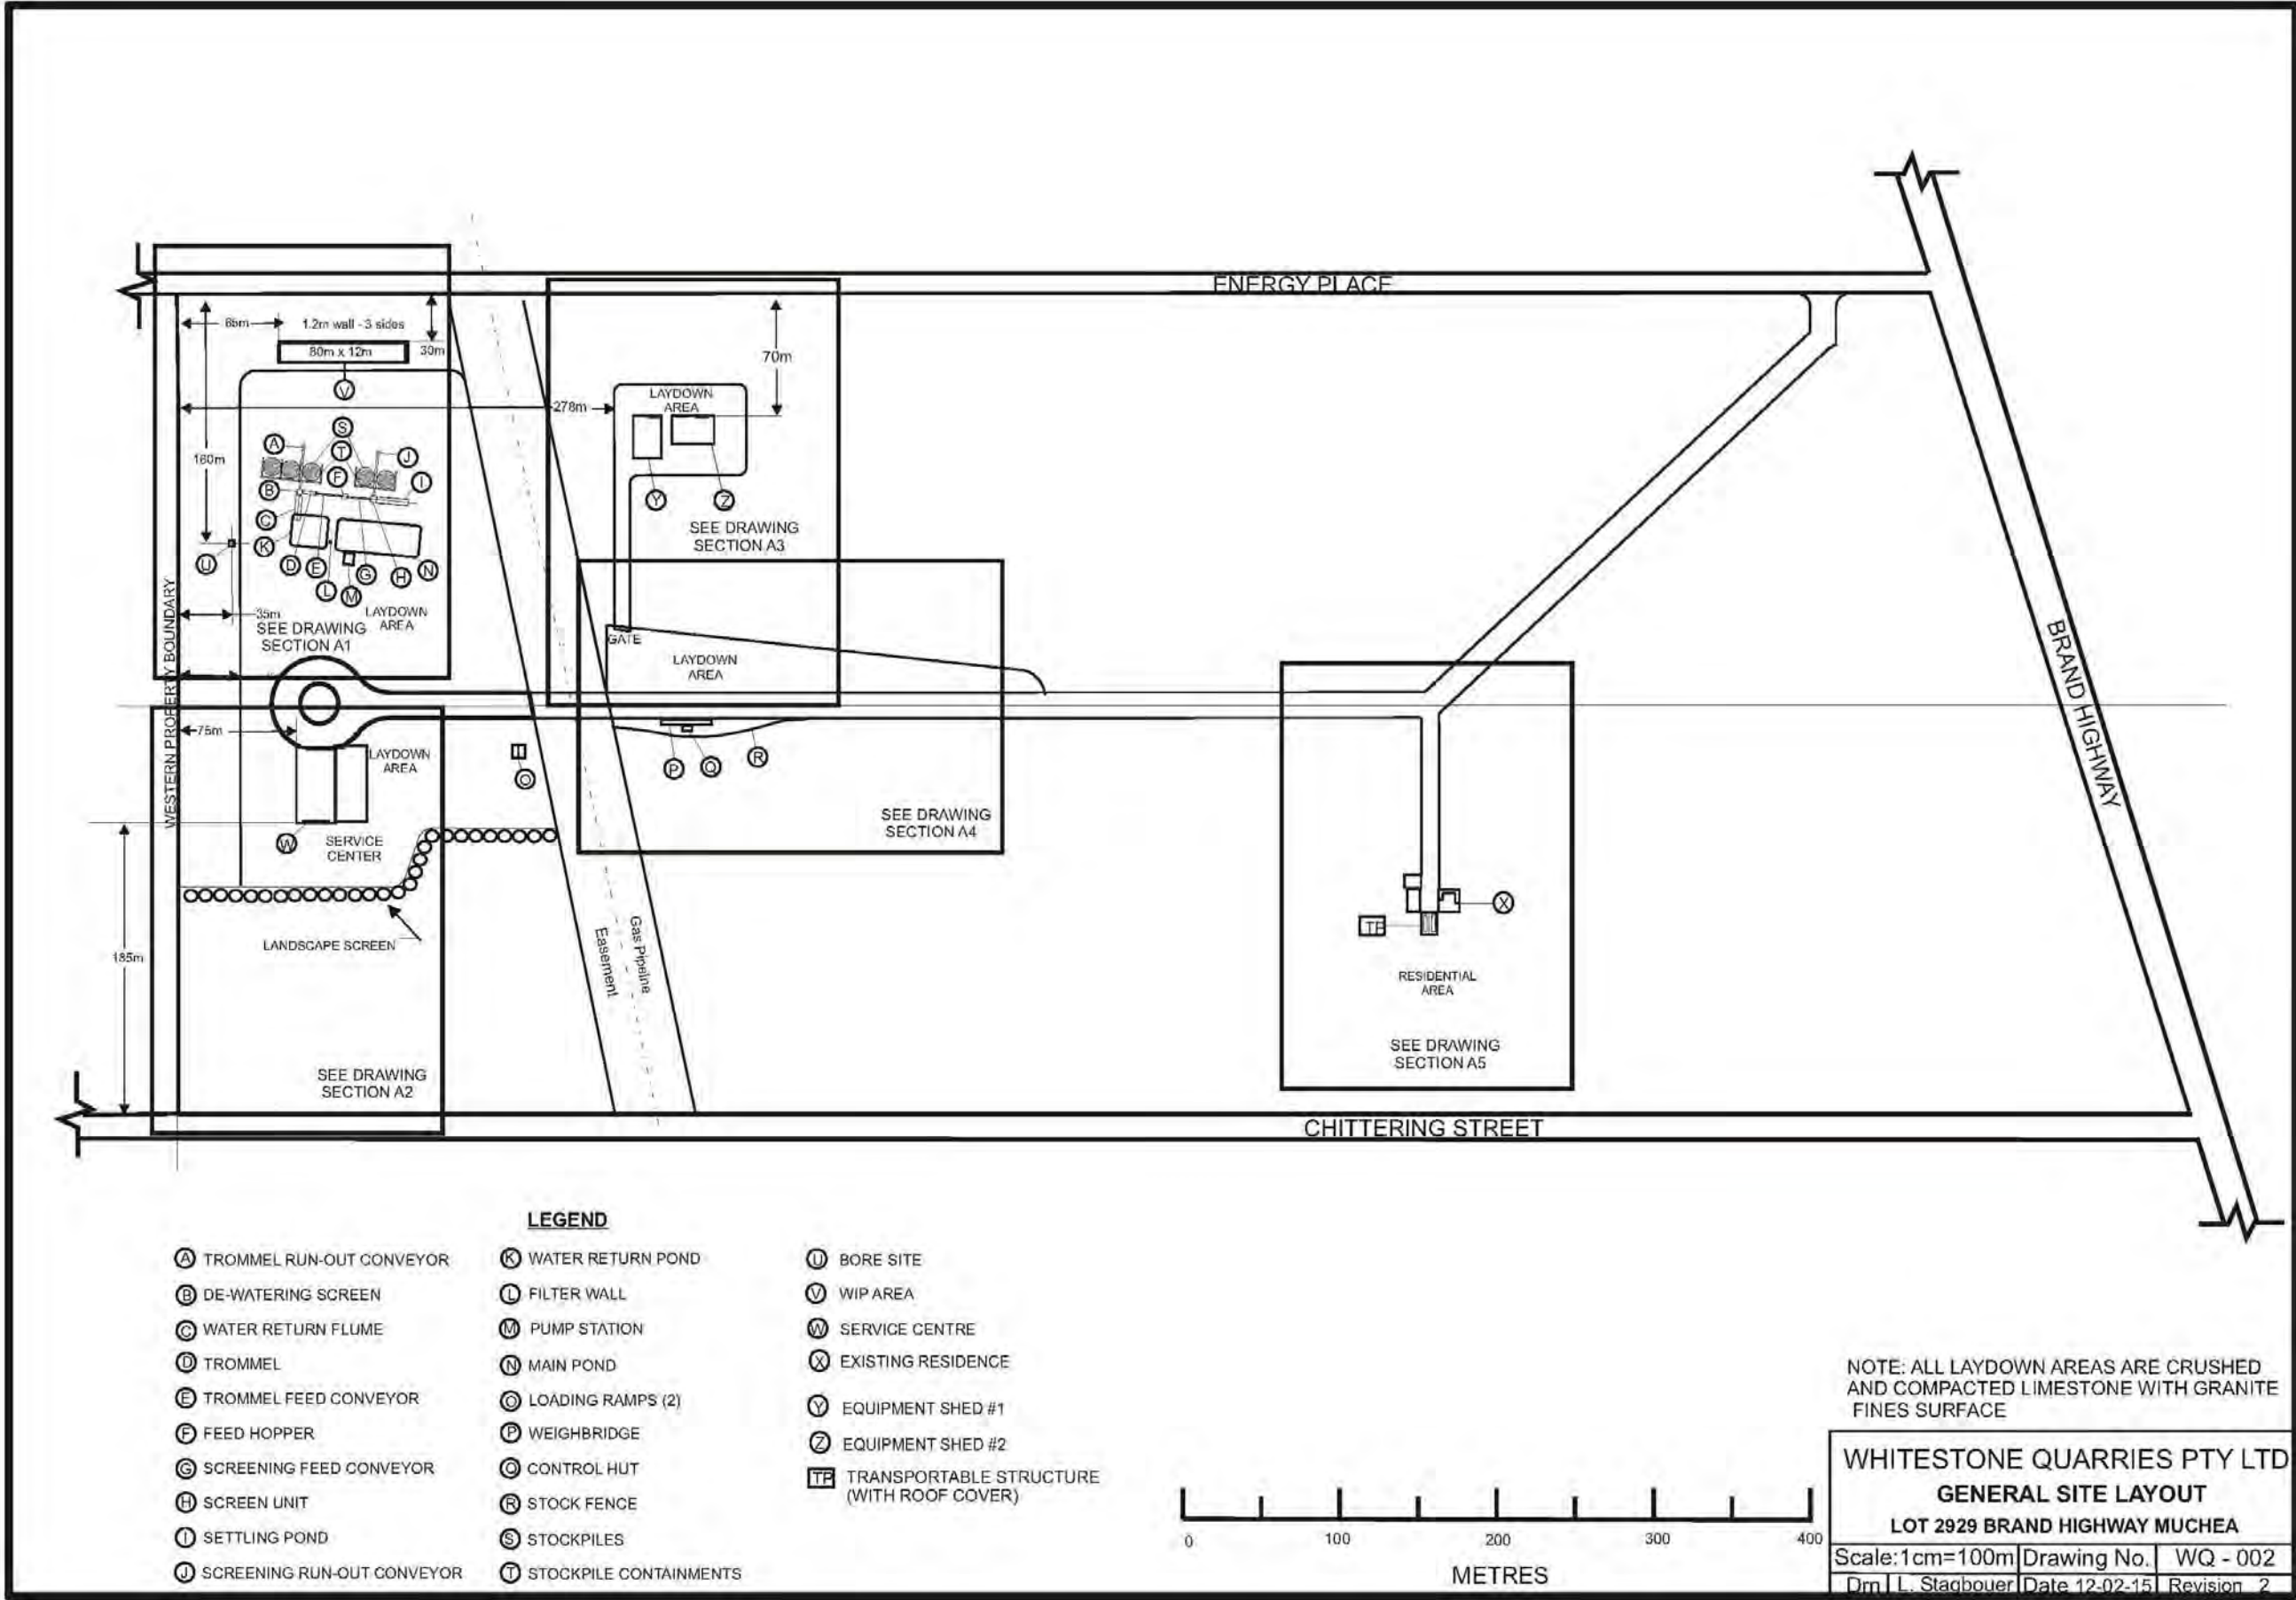 ENERGY PLACE
65m
1.2m wall - 3 sides
80m x 12m
30m
70m
V
278m
LAYDOWN
AREA
S
A
T
J
160m
F
I
B
Y
Z
C
SEE DRAWING
SECTION A3
K
U
D
E
G
H
N
L
M
35m
LAYDOWN
AREA
SEE DRAWING
SECTION A1
GATE
LAYDOWN
AREA
WESTERN PROPERTY BOUNDARY
BRAND HIGHWAY
75m
LAYDOWN
AREA
O
P
Q
R
SEE DRAWING
SECTION A4
W
SERVICE
CENTER
LANDSCAPE SCREEN
185m
Easement
Gas Pipelne
X
TP
RESIDENTIAL
AREA
SEE DRAWING
SECTION A5
SEE DRAWING
SECTION A2
CHITTERING STREET
LEGEND
A TROMMEL RUN-OUT CONVEYOR
B DE-WATERING SCREEN
C WATER RETURN FLUME
D TROMMEL
E TROMMEL FEED CONVEYOR
F FEED HOPPER
G SCREENING FEED CONVEYOR
H SCREEN UNIT
I SETTLING POND
J SCREENING RUN-OUT CONVEYOR
K WATER RETURN POND
L FILTER WALL
M PUMP STATION
N MAIN POND
O LOADING RAMPS (2)
P WEIGHBRIDGE
Q CONTROL HUT
R STOCK FENCE
S STOCKPILES
T STOCKPILE CONTAINMENTS
U BORE SITE
V WIP AREA
W SERVICE CENTRE
X EXISTING RESIDENCE
Y EQUIPMENT SHED #1
Z EQUIPMENT SHED #2
TP TRANSPORTABLE STRUCTURE
(WITH ROOF COVER)
0 100 200 300 400
METRES
NOTE: ALL LAYDOWN AREAS ARE CRUSHED
AND COMPACTED LIMESTONE WITH GRANITE
FINES SURFACE
WHITESTONE QUARRIES PTY LTD
GENERAL SITE LAYOUT
LOT 2929 BRAND HIGHWAY MUCHEA
Scale:1cm=100m Drawing No. WQ - 002
Drn L. Stagbouer Date 12-02-15 Revision 2